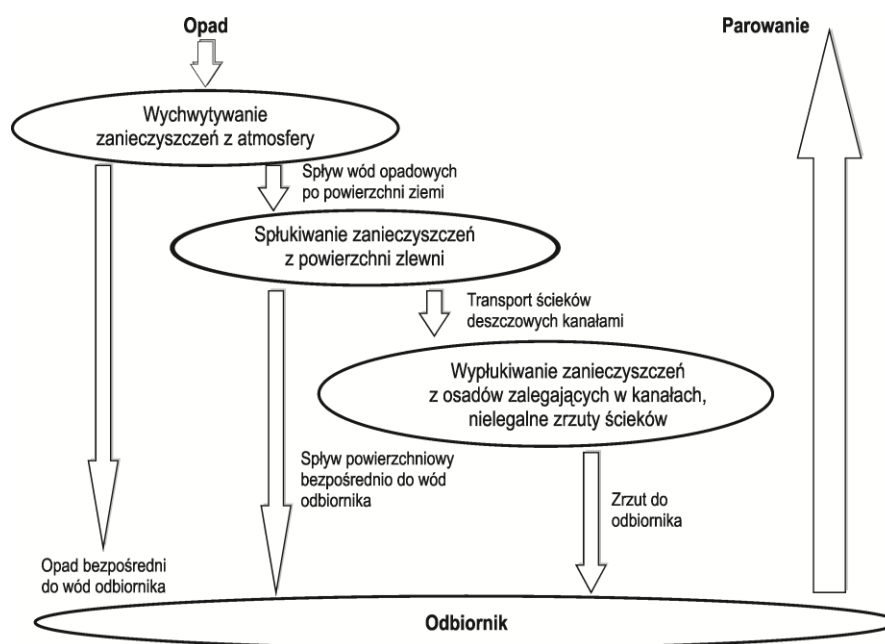 Opad
Parowanie
Wychwytywanie
zanieczyszczeń z atmosfery
Spływ wód opadowych
po powierzchni ziemi
Spłukiwanie zanieczyszczeń
z powierzchni zlewni
Transport ścieków
deszczowych kanałami
Wypłukiwanie zanieczyszczeń
z osadów zalegających w kanałach,
nielegalne zrzuty ścieków
Spływ powierzchniowy
bezpośrednio do wód
odbiornika
Zrzut do
odbiornika
Opad bezpośredni
do wód odbiornika
Odbiornik